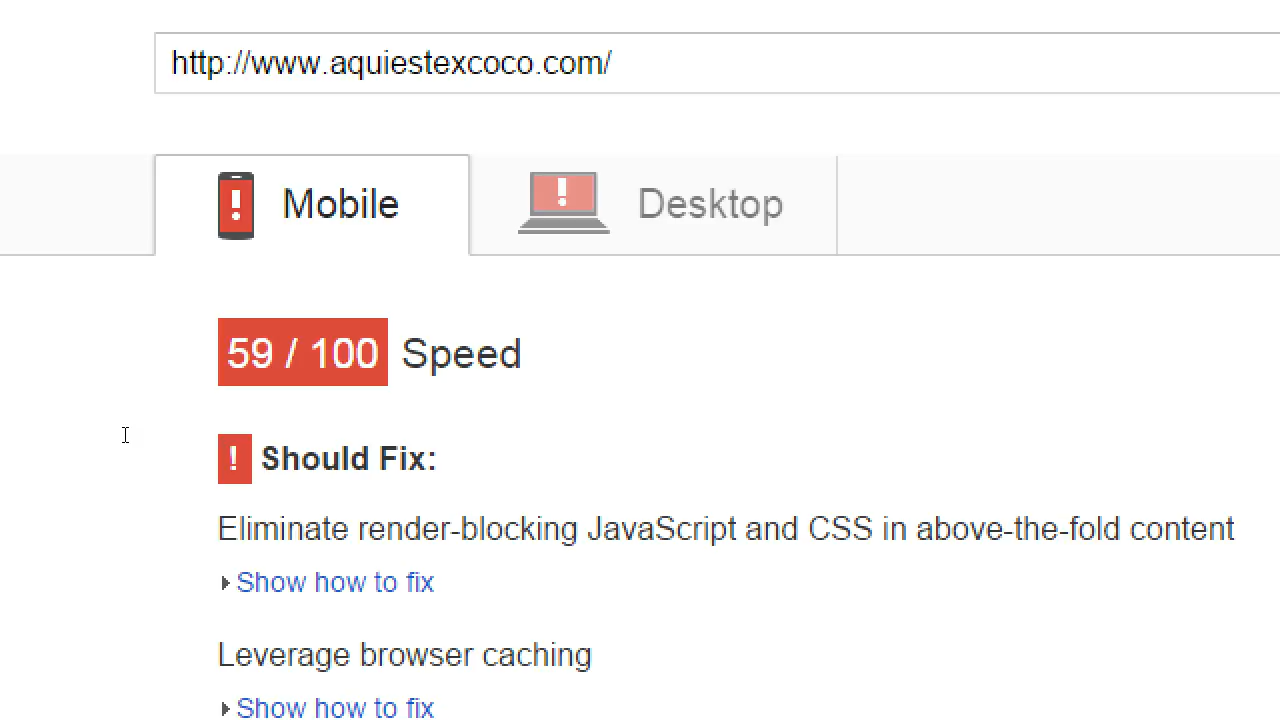 http://www.aquiestexcoco.com/
Mobile
Desktop
59 / 100 Speed
! Should Fix:
Eliminate render-blocking JavaScript and CSS in above-the-fold content
Show how to fix
Leverage browser caching
Show how to fix